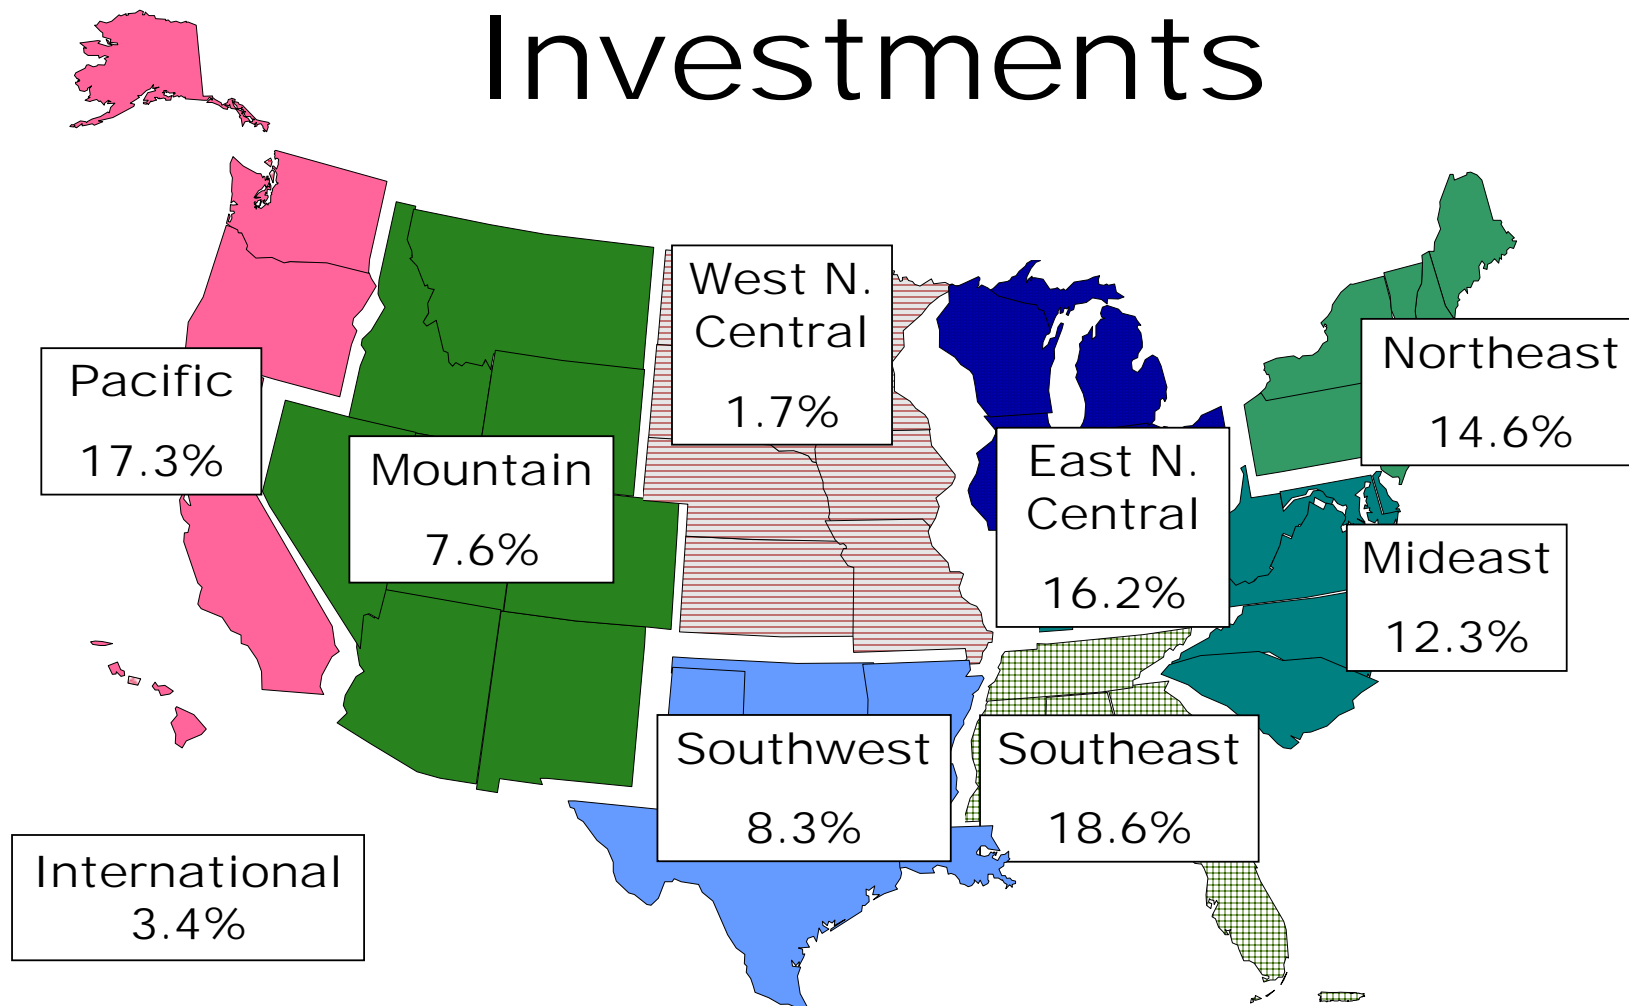 Investments
West N.
Central
1.7%
Northeast
14.6%
Pacific
17.3%
Mountain
7.6%
East N.
Central
16.2%
Mideast
12.3%
Southwest
8.3%
Southeast
18.6%
International
3.4%